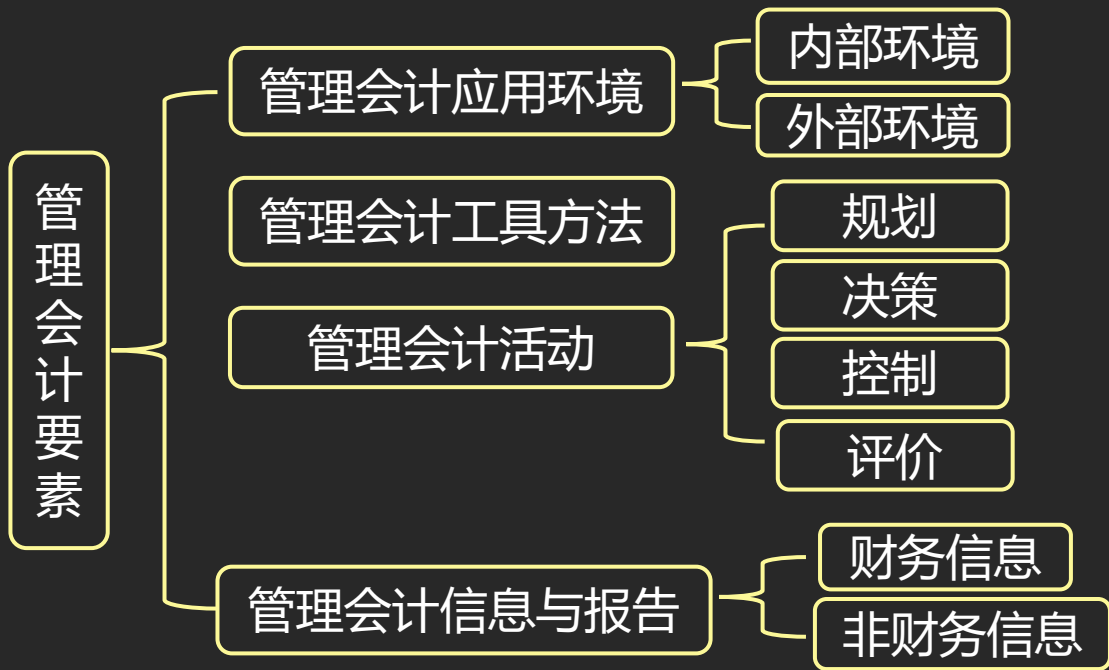 管理会计要素
管理会计应用环境
内部环境
外部环境
管理会计工具方法
管理会计活动
规划
决策
控制
评价
管理会计信息与报告
财务信息
非财务信息